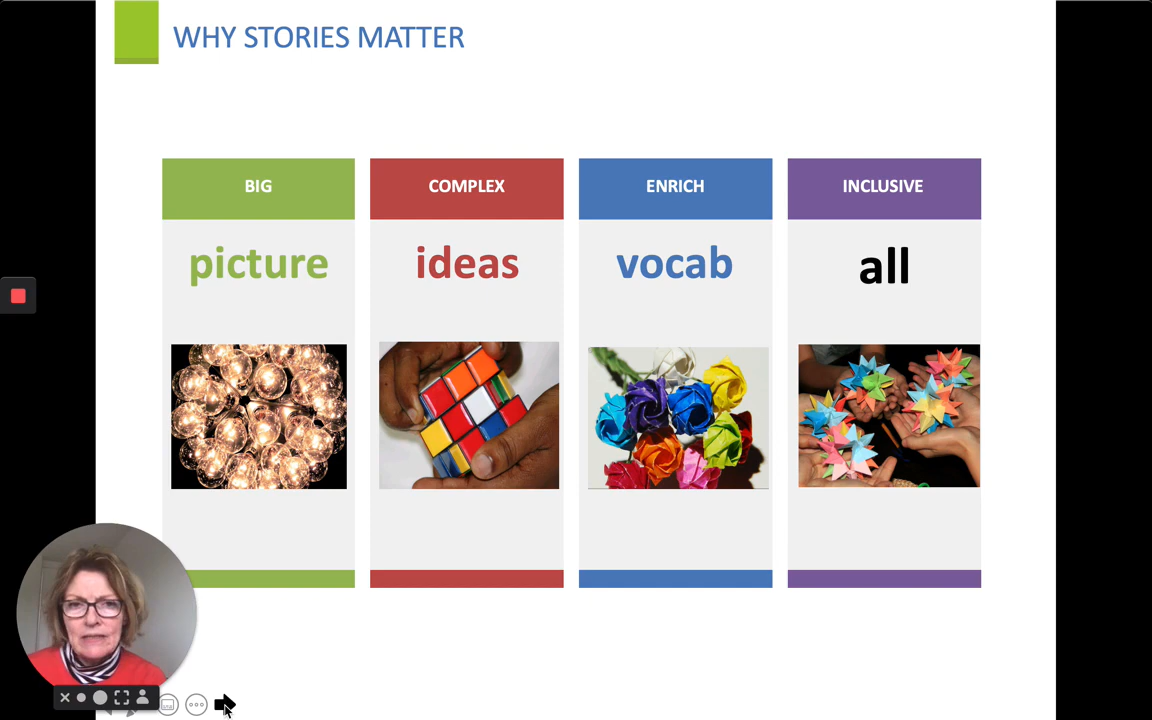 WHY STORIES MATTER
BIG
picture
COMPLEX
ideas
ENRICH
vocab
INCLUSIVE
all